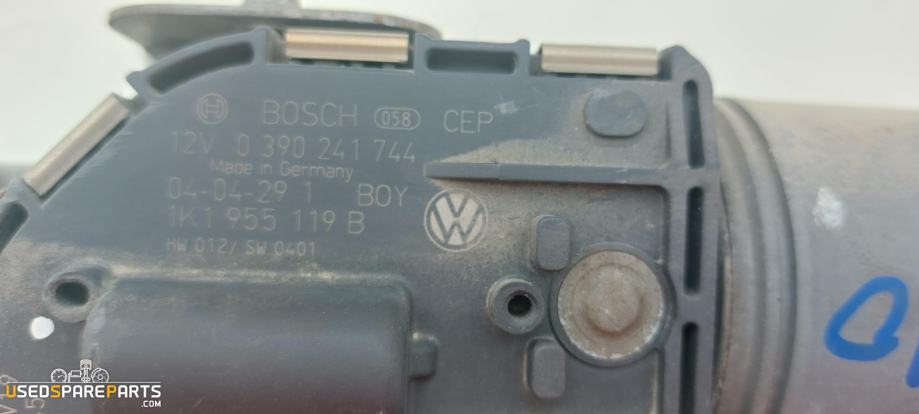 BOSCH 058 CEP
12V 0 390 241 744
Made in Germany
04-04-29 1 BOY
1K1 955 119 B
HW 012/ SW 0401
USEDSPAREPARTS
.COM